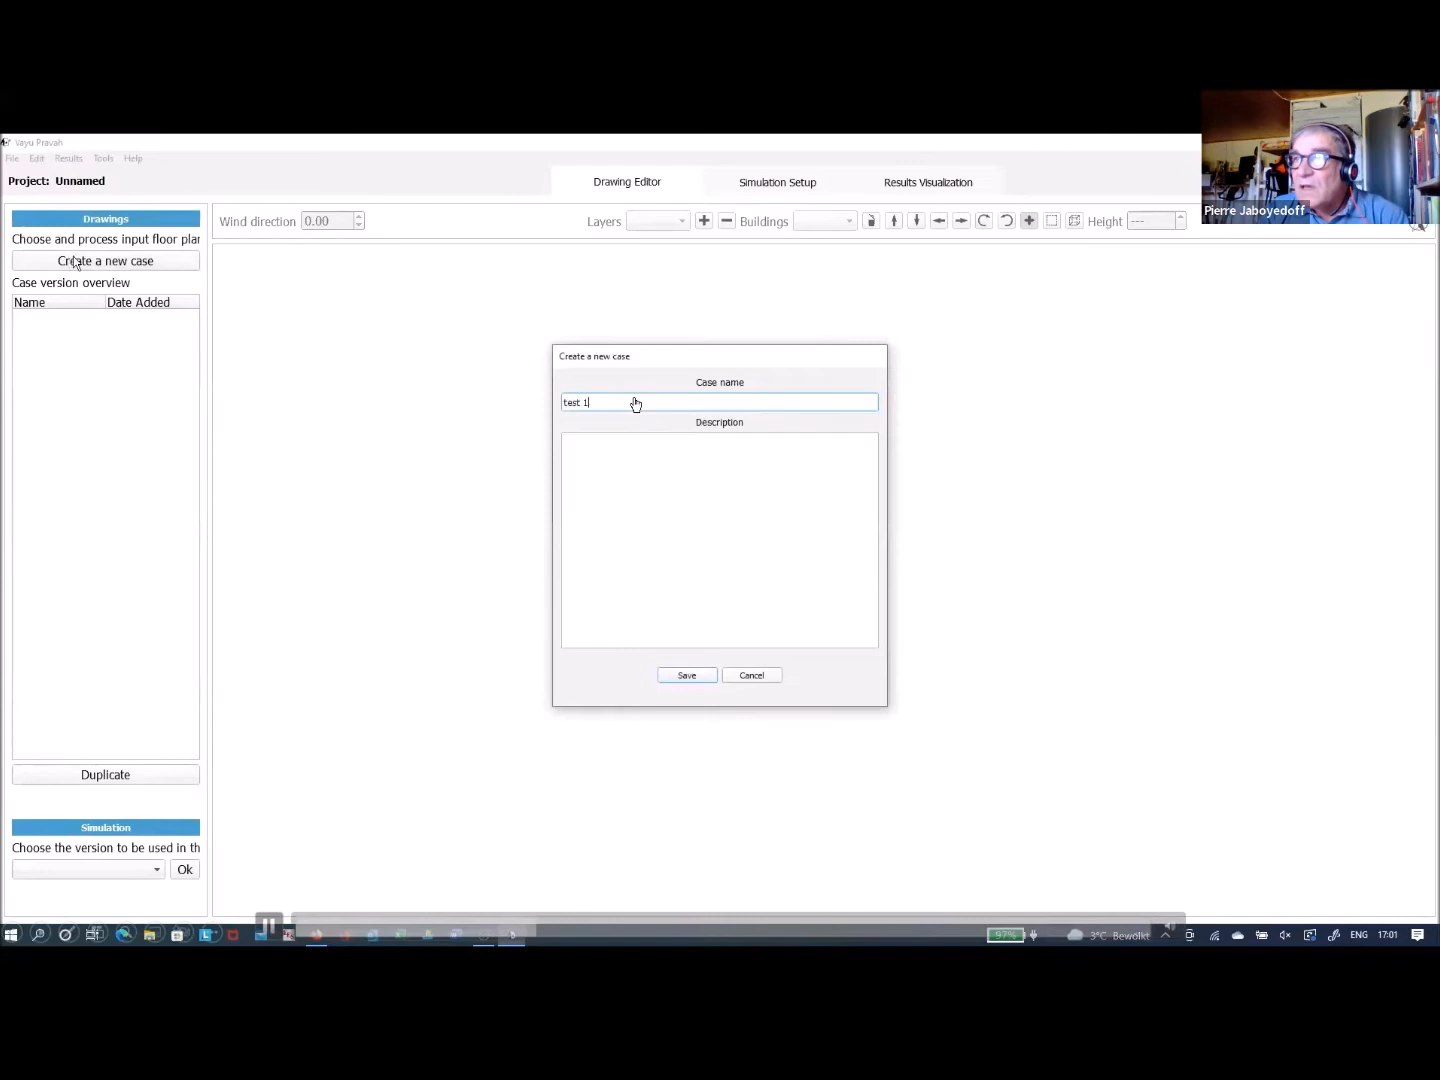 Vayu Pravah
File Edit Results Tools Help
Project: Unnamed
Drawing Editor Simulation Setup Results Visualization
Pierre Jaboyedoff
Drawings
Wind direction 0.00 Layers Buildings Height ---
Choose and process input floor plan
Create a new case
Case version overview
Name Date Added
Create a new case
Case name
test 1
Description
Save Cancel
Duplicate
Simulation
Choose the version to be used in th
Ok
97% 3°C Bewölkt ENG 17:01